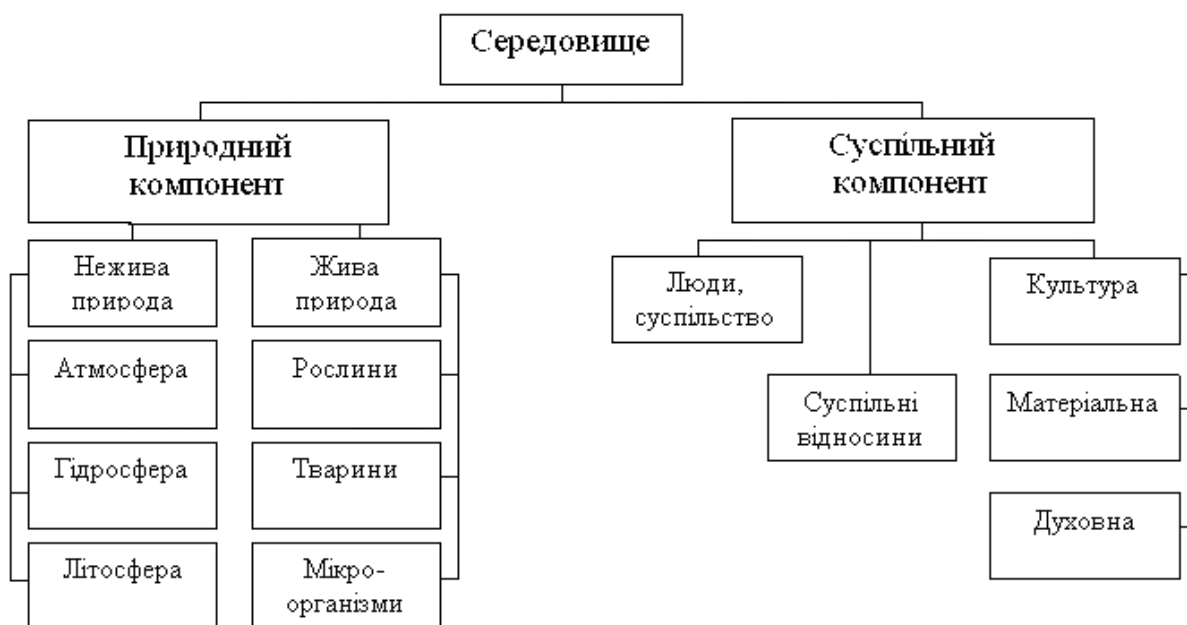 Середовище
Природний
компонент
Суспільний
компонент
Нежива
природа
Жива
природа
Люди,
суспільство
Культура
Атмосфера
Рослини
Суспільні
відносини
Матеріальна
Гідросфера
Тварини
Духовна
Літосфера
Мікро-
організми